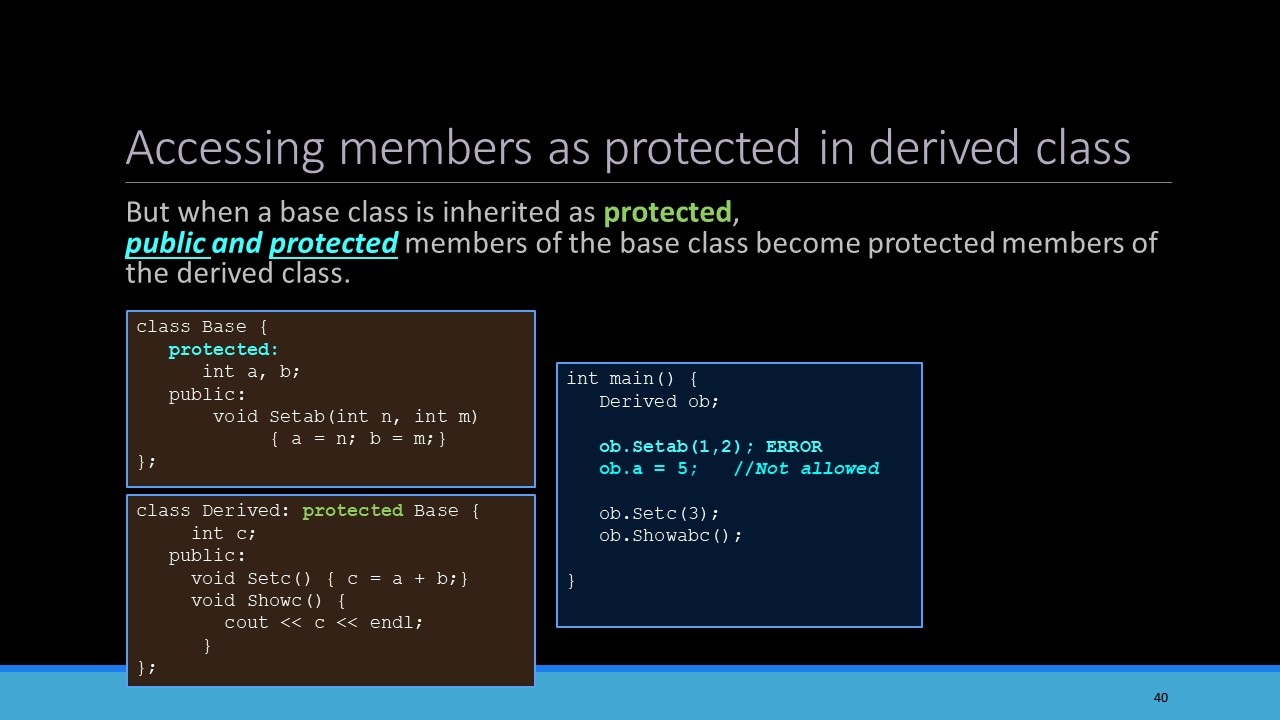 Accessing members as protected in derived class
But when a base class is inherited as protected,
public and protected members of the base class become protected members of
the derived class.
class Base {
protected:
int a, b;
public:
void Setab(int n, int m)
{ a = n; b = m;}
};
class Derived: protected Base {
int c;
public:
void Setc() { c = a + b;}
void Showc() {
cout << c << endl;
}
};
int main() {
Derived ob;
ob.Setab(1,2); ERROR
ob.a = 5; //Not allowed
ob.Setc(3);
ob.Showabc();
}
40